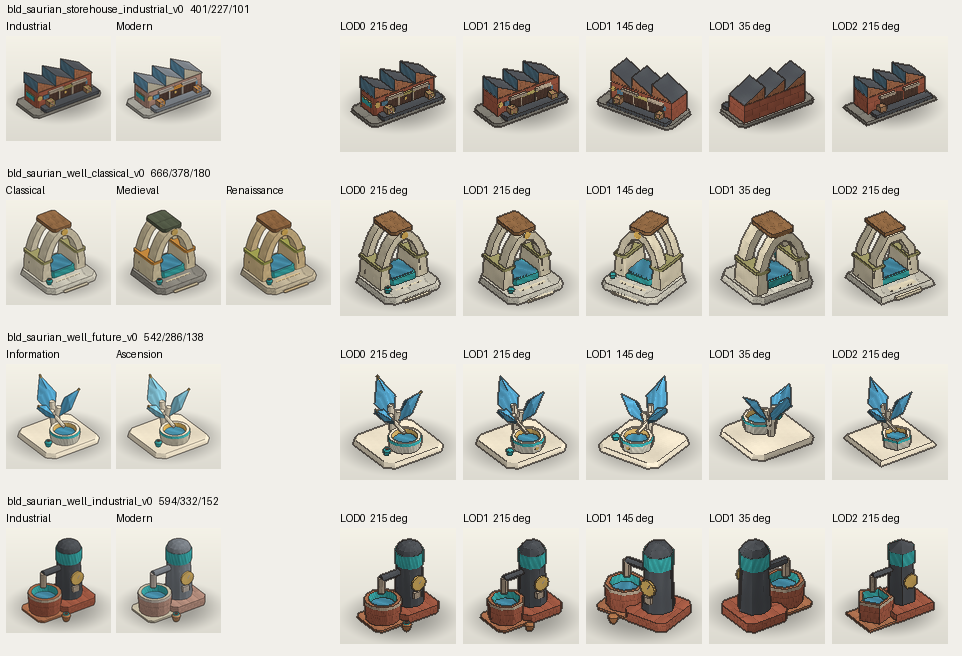 bld_saurian_storehouse_industrial_v0 401/227/101
Industrial Modern LOD0 215 deg LOD1 215 deg LOD1 145 deg LOD1 35 deg LOD2 215 deg
bld_saurian_well_classical_v0 666/378/180
Classical Medieval Renaissance LOD0 215 deg LOD1 215 deg LOD1 145 deg LOD1 35 deg LOD2 215 deg
bld_saurian_well_future_v0 542/286/138
Information Ascension LOD0 215 deg LOD1 215 deg LOD1 145 deg LOD1 35 deg LOD2 215 deg
bld_saurian_well_industrial_v0 594/332/152
Industrial Modern LOD0 215 deg LOD1 215 deg LOD1 145 deg LOD1 35 deg LOD2 215 deg